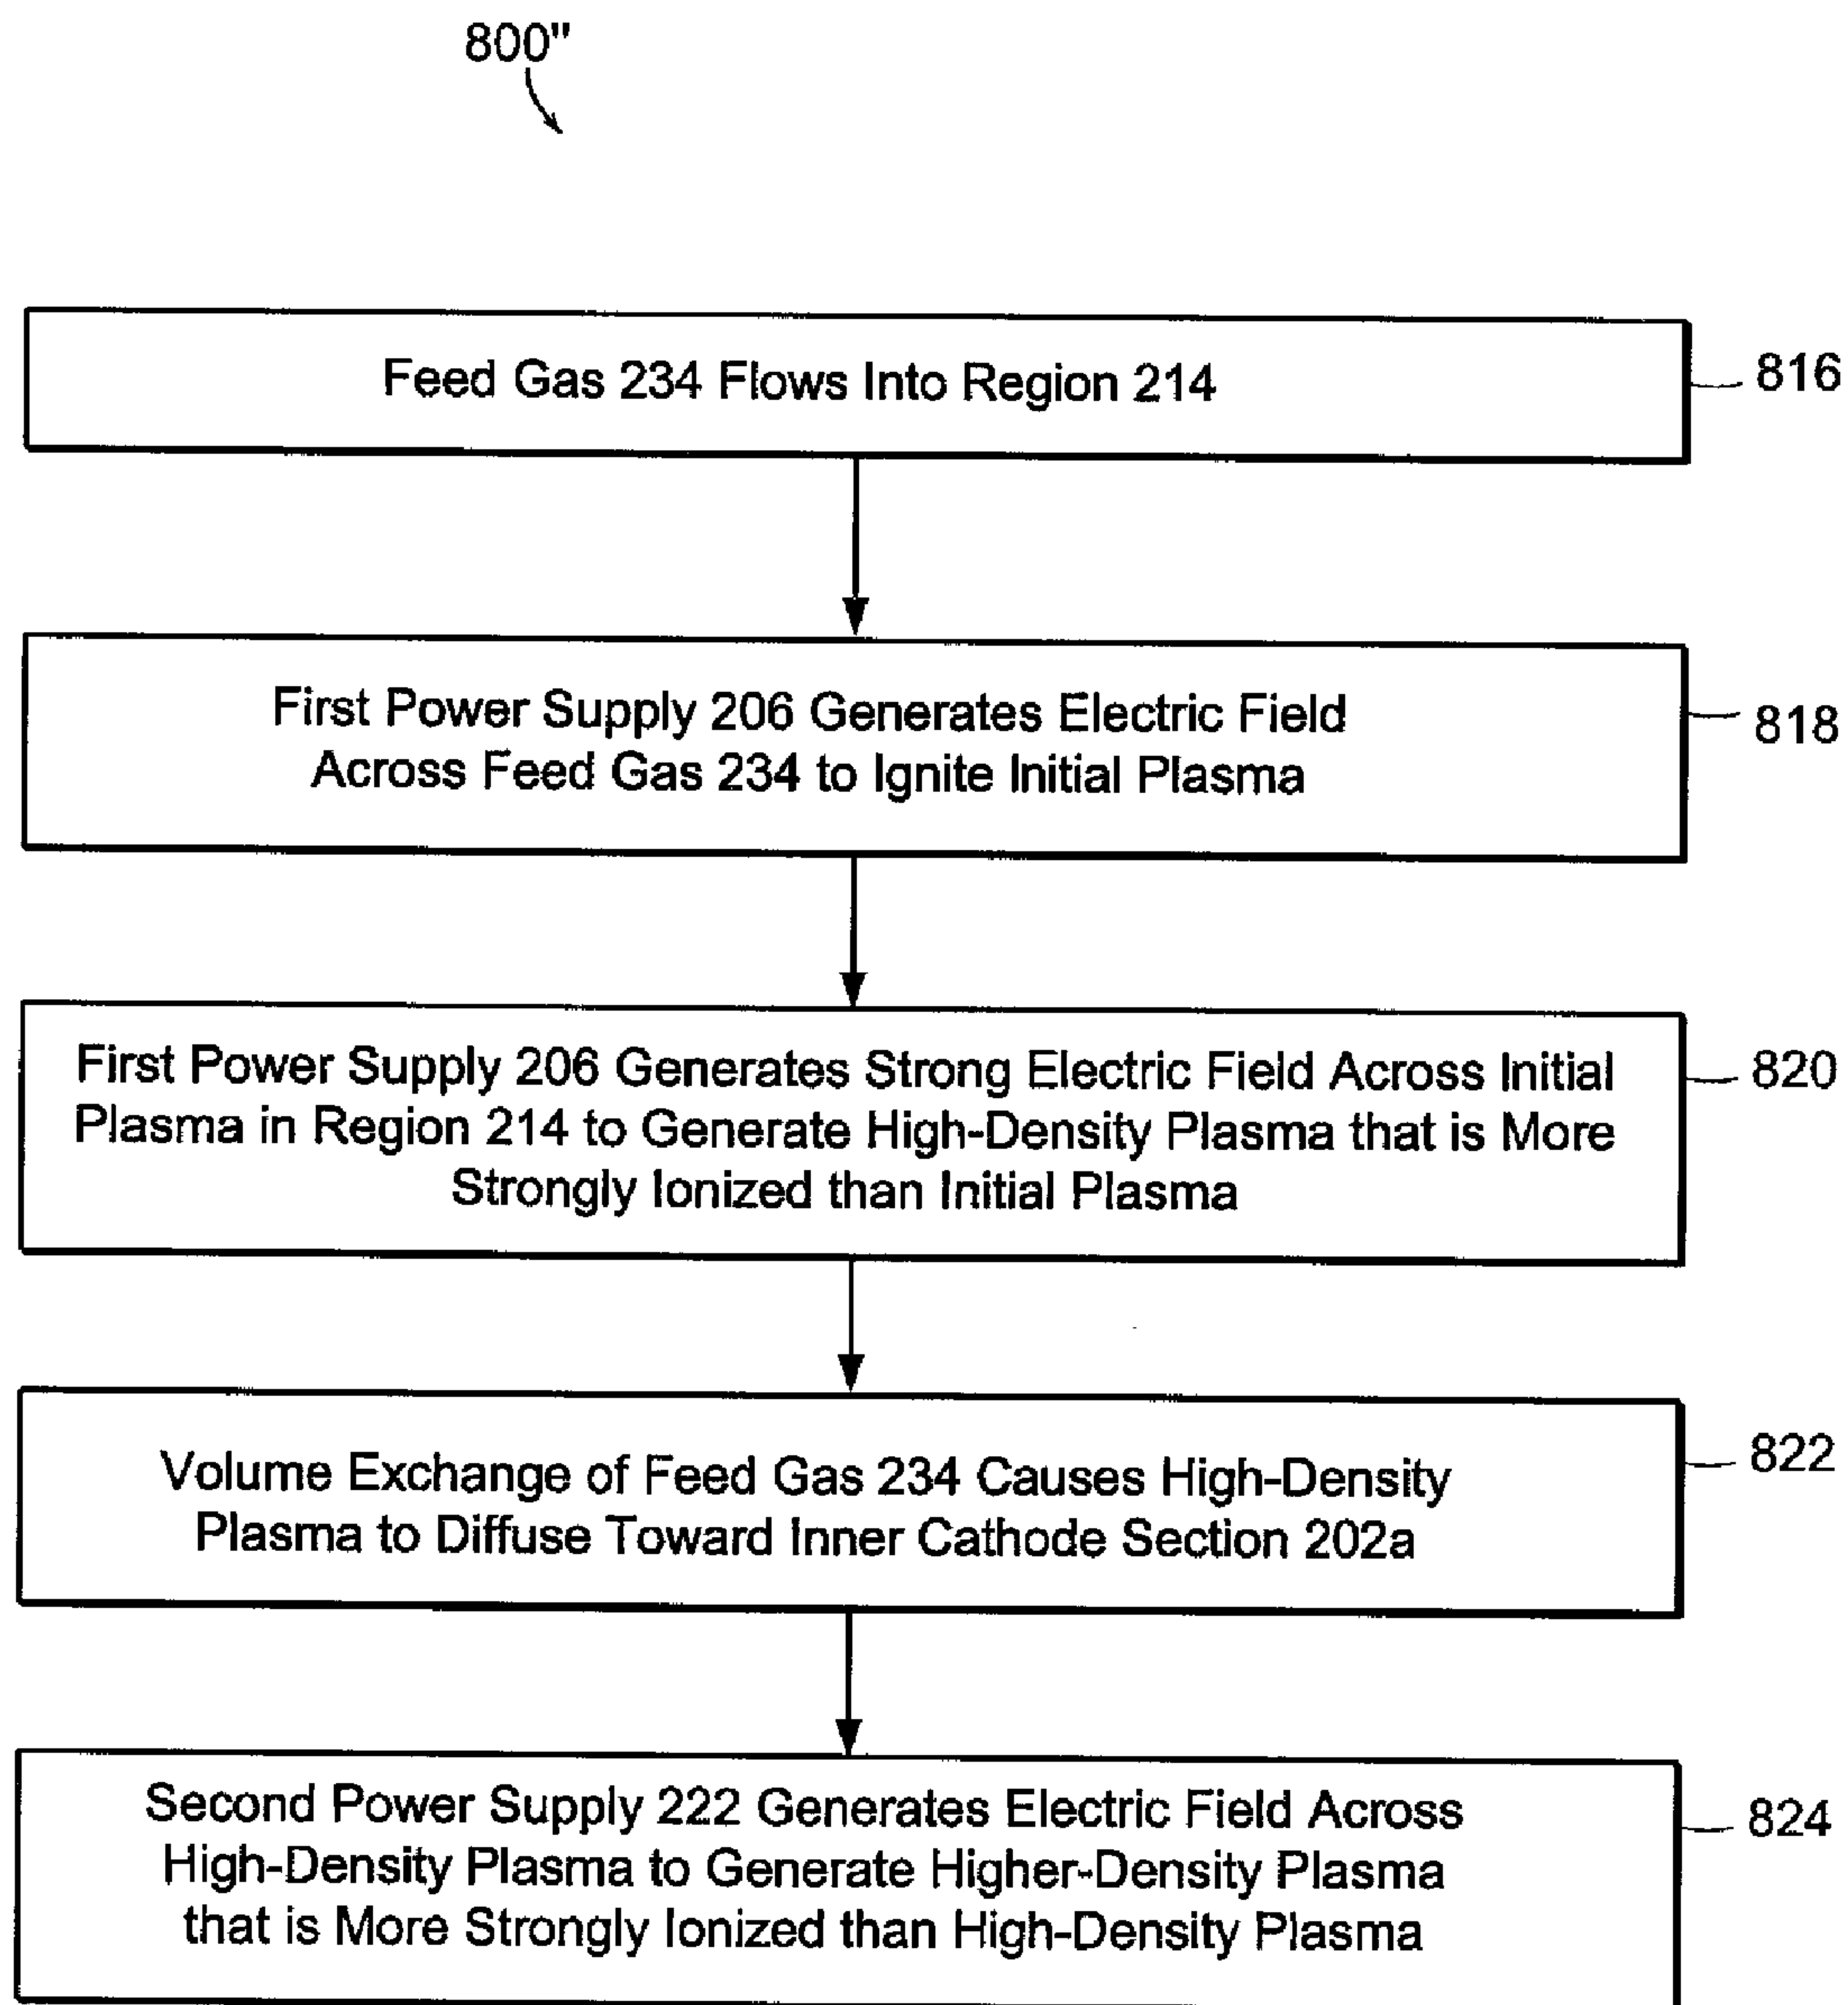 800"
Feed Gas 234 Flows Into Region 214
816
First Power Supply 206 Generates Electric Field
Across Feed Gas 234 to Ignite Initial Plasma
818
First Power Supply 206 Generates Strong Electric Field Across Initial
Plasma in Region 214 to Generate High-Density Plasma that is More
Strongly Ionized than Initial Plasma
820
Volume Exchange of Feed Gas 234 Causes High-Density
Plasma to Diffuse Toward Inner Cathode Section 202a
822
Second Power Supply 222 Generates Electric Field Across
High-Density Plasma to Generate Higher-Density Plasma
that is More Strongly Ionized than High-Density Plasma
824